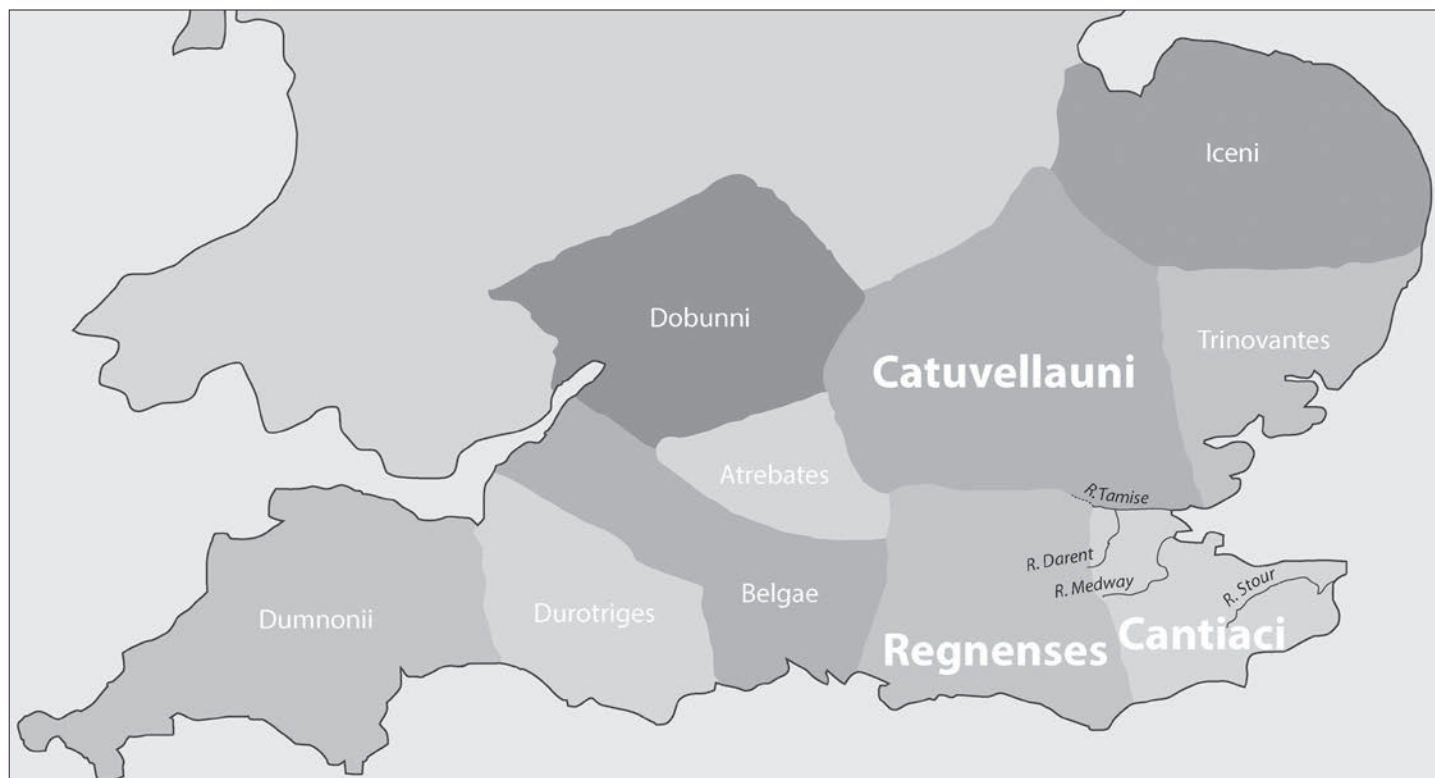 Iceni
Dobunni
Trinovantes
Catuvellauni
Atrebates
R.Tamise
R. Darent
R. Medway
R. Stour
Belgae
Dumnonii
Durotriges
Cantiaci
Regnenses